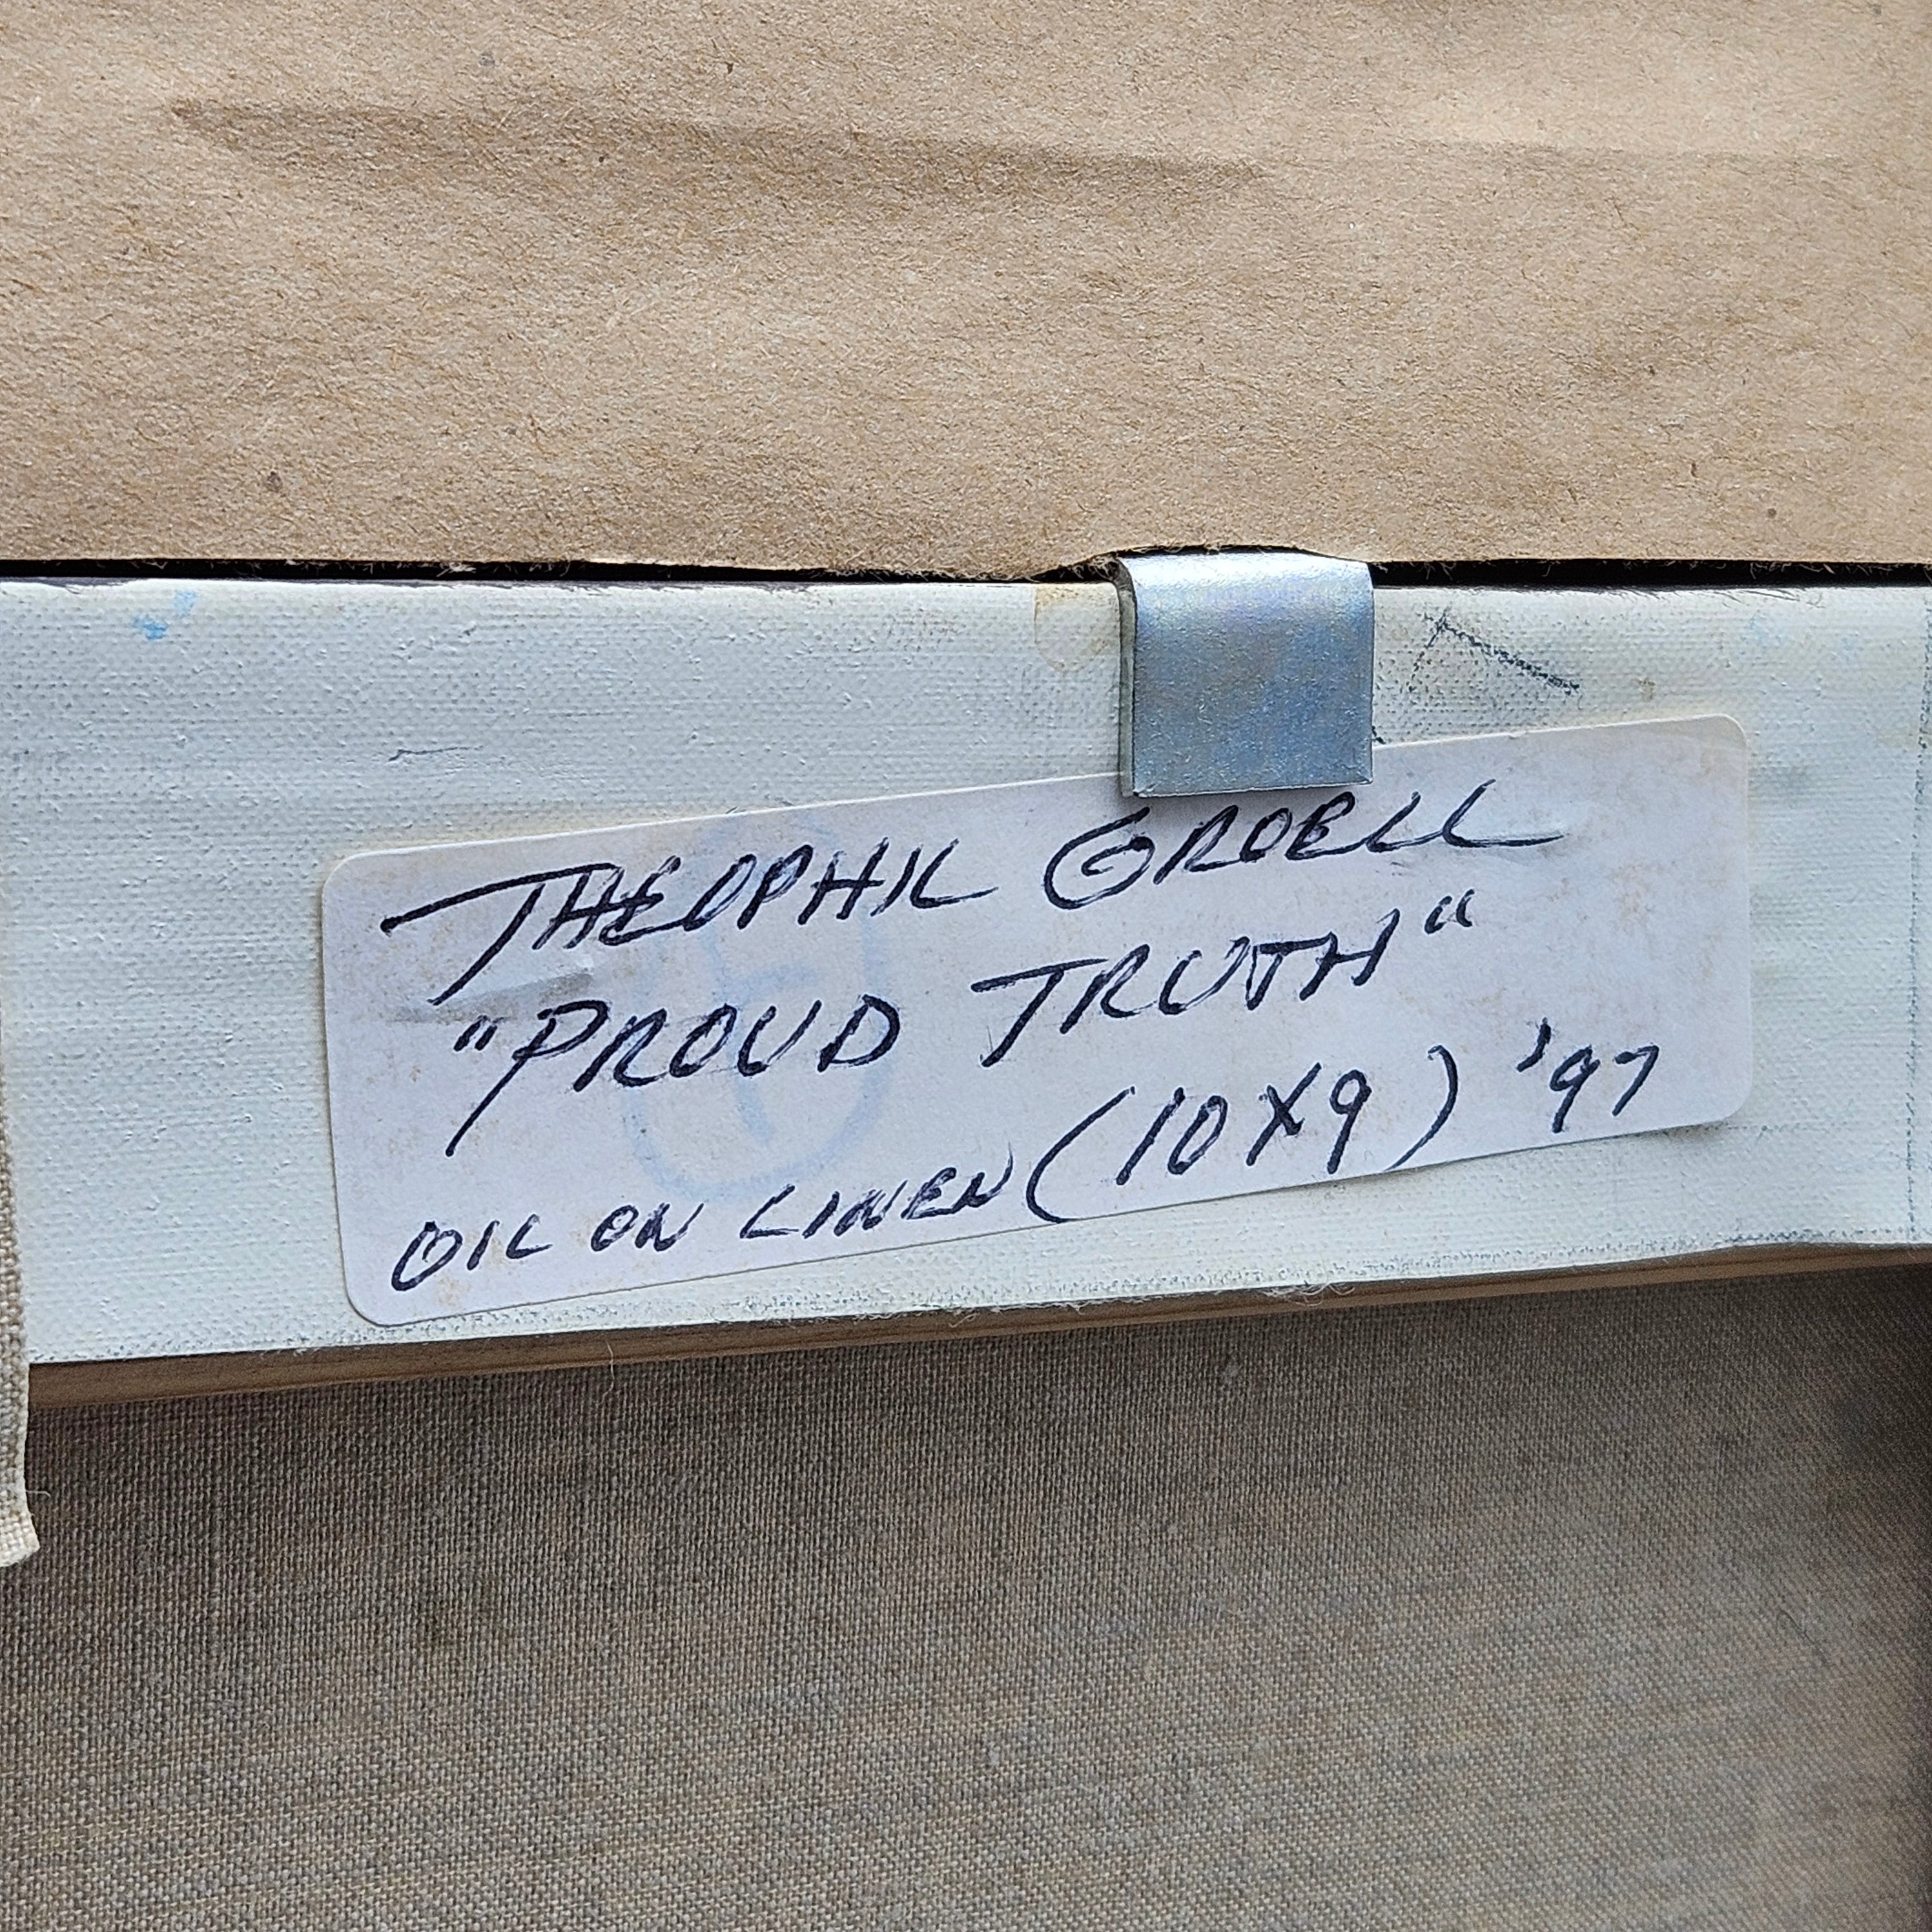 THEOPHIL GROELL
"PROUD TRUTH"
OIL ON LINEN (10X9) '97